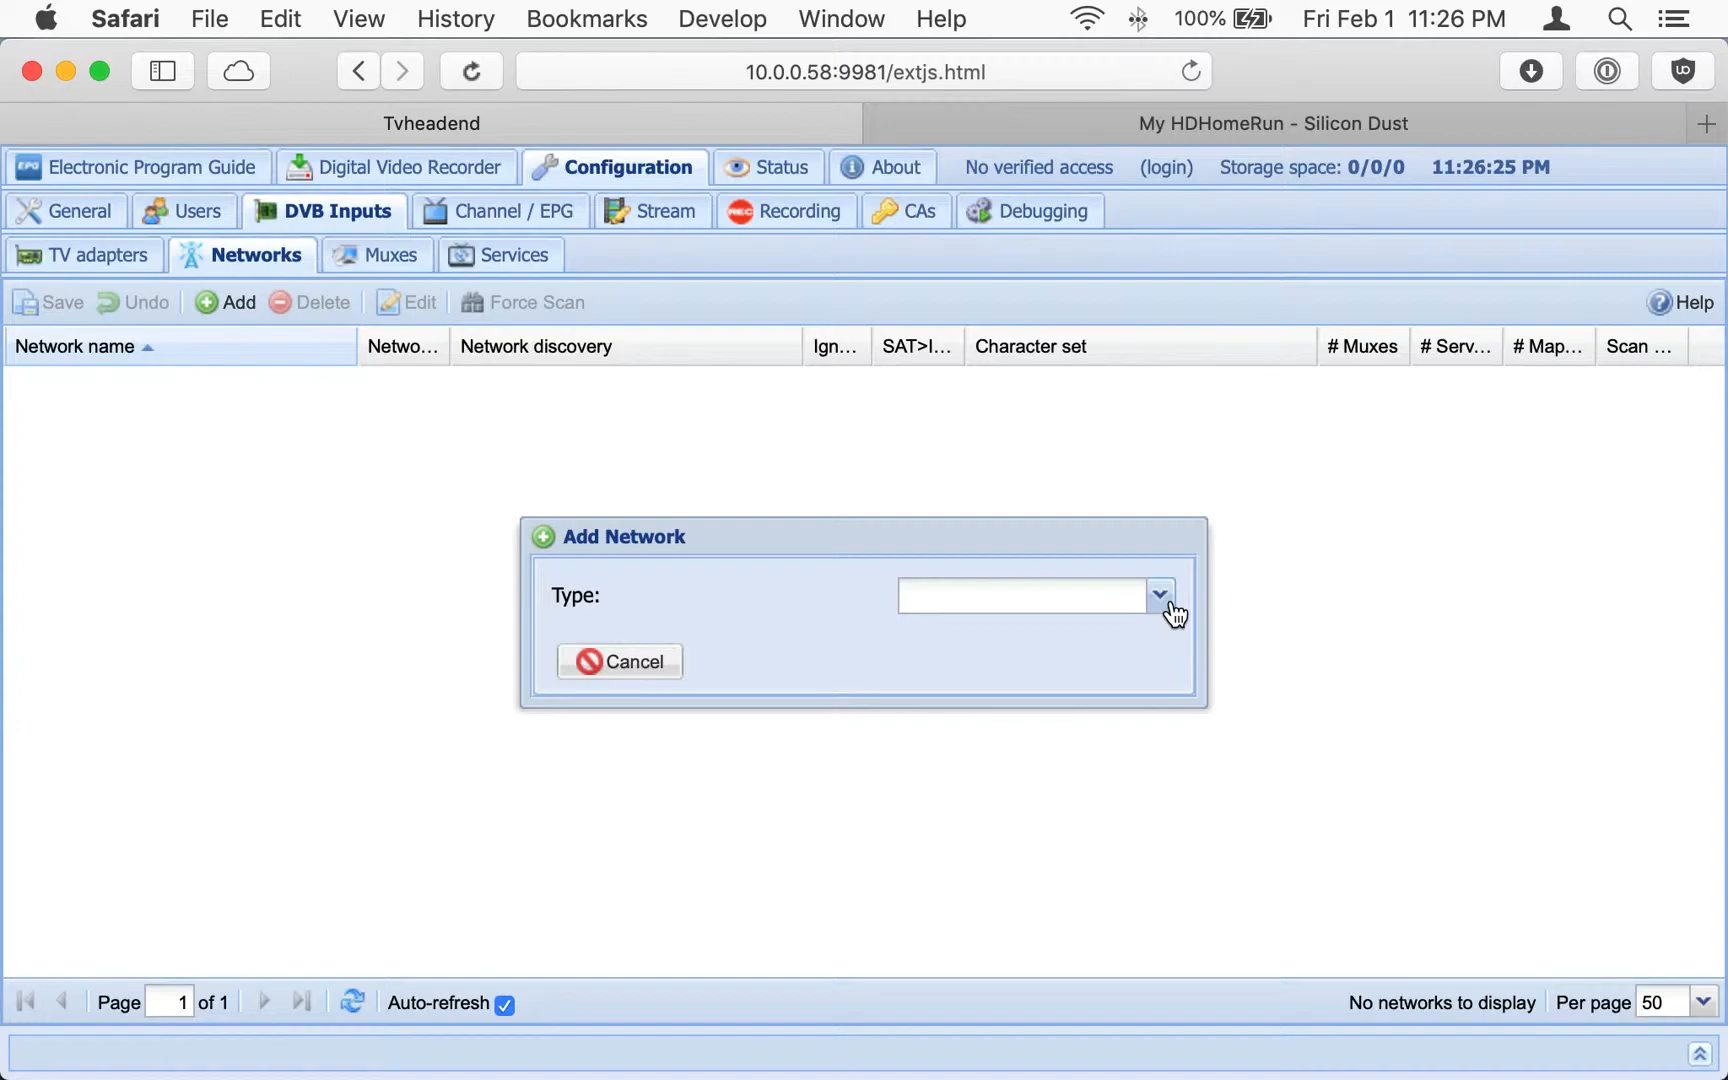 Safari File Edit View History Bookmarks Develop Window Help 100% Fri Feb 1 11:26 PM
10.0.0.58:9981/extjs.html
Tvheadend My HDHomeRun - Silicon Dust
EPG Electronic Program Guide Digital Video Recorder Configuration Status About No verified access (login) Storage space: 0/0/0 11:26:25 PM
General Users DVB Inputs Channel / EPG Stream REC Recording CAs Debugging
TV adapters Networks Muxes Services
Save Undo Add Delete Edit Force Scan Help
Network name Netwo... Network discovery Ign... SAT>I... Character set # Muxes # Serv... # Map... Scan ...
Add Network
Type:
Cancel
Page 1 of 1 Auto-refresh No networks to display Per page 50